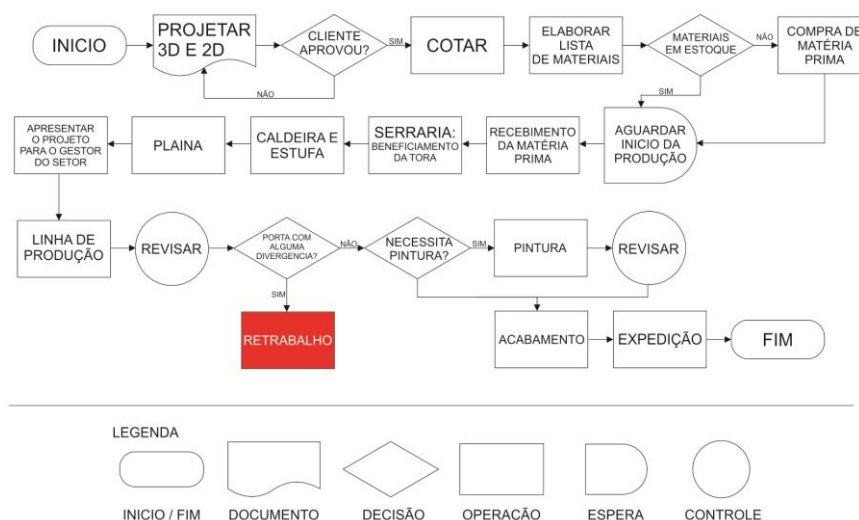 INICIO
PROJETAR
3D E 2D
CLIENTE
APROVOU?
SIM
NÃO
COTAR
ELABORAR
LISTA
DE MATERIAIS
MATERIAIS
EM ESTOQUE
NÃO
SIM
COMPRA DE
MATÉRIA
PRIMA
AGUARDAR
INICIO DA
PRODUÇÃO
RECEBIMENTO
DA MATÉRIA
PRIMA
SERRARIA:
BENEFICIAMENTO
DA TORA
CALDEIRA E
ESTUFA
PLAINA
APRESENTAR
O PROJETO
PARA O GESTOR
DO SETOR
LINHA DE
PRODUÇÃO
REVISAR
PORTA COM
ALGUMA
DIVERGENCIA?
NÃO
SIM
RETRABALHO
NECESSITA
PINTURA?
SIM
PINTURA
REVISAR
ACABAMENTO
EXPEDIÇÃO
FIM
LEGENDA
INICIO / FIM
DOCUMENTO
DECISÃO
OPERAÇÃO
ESPERA
CONTROLE